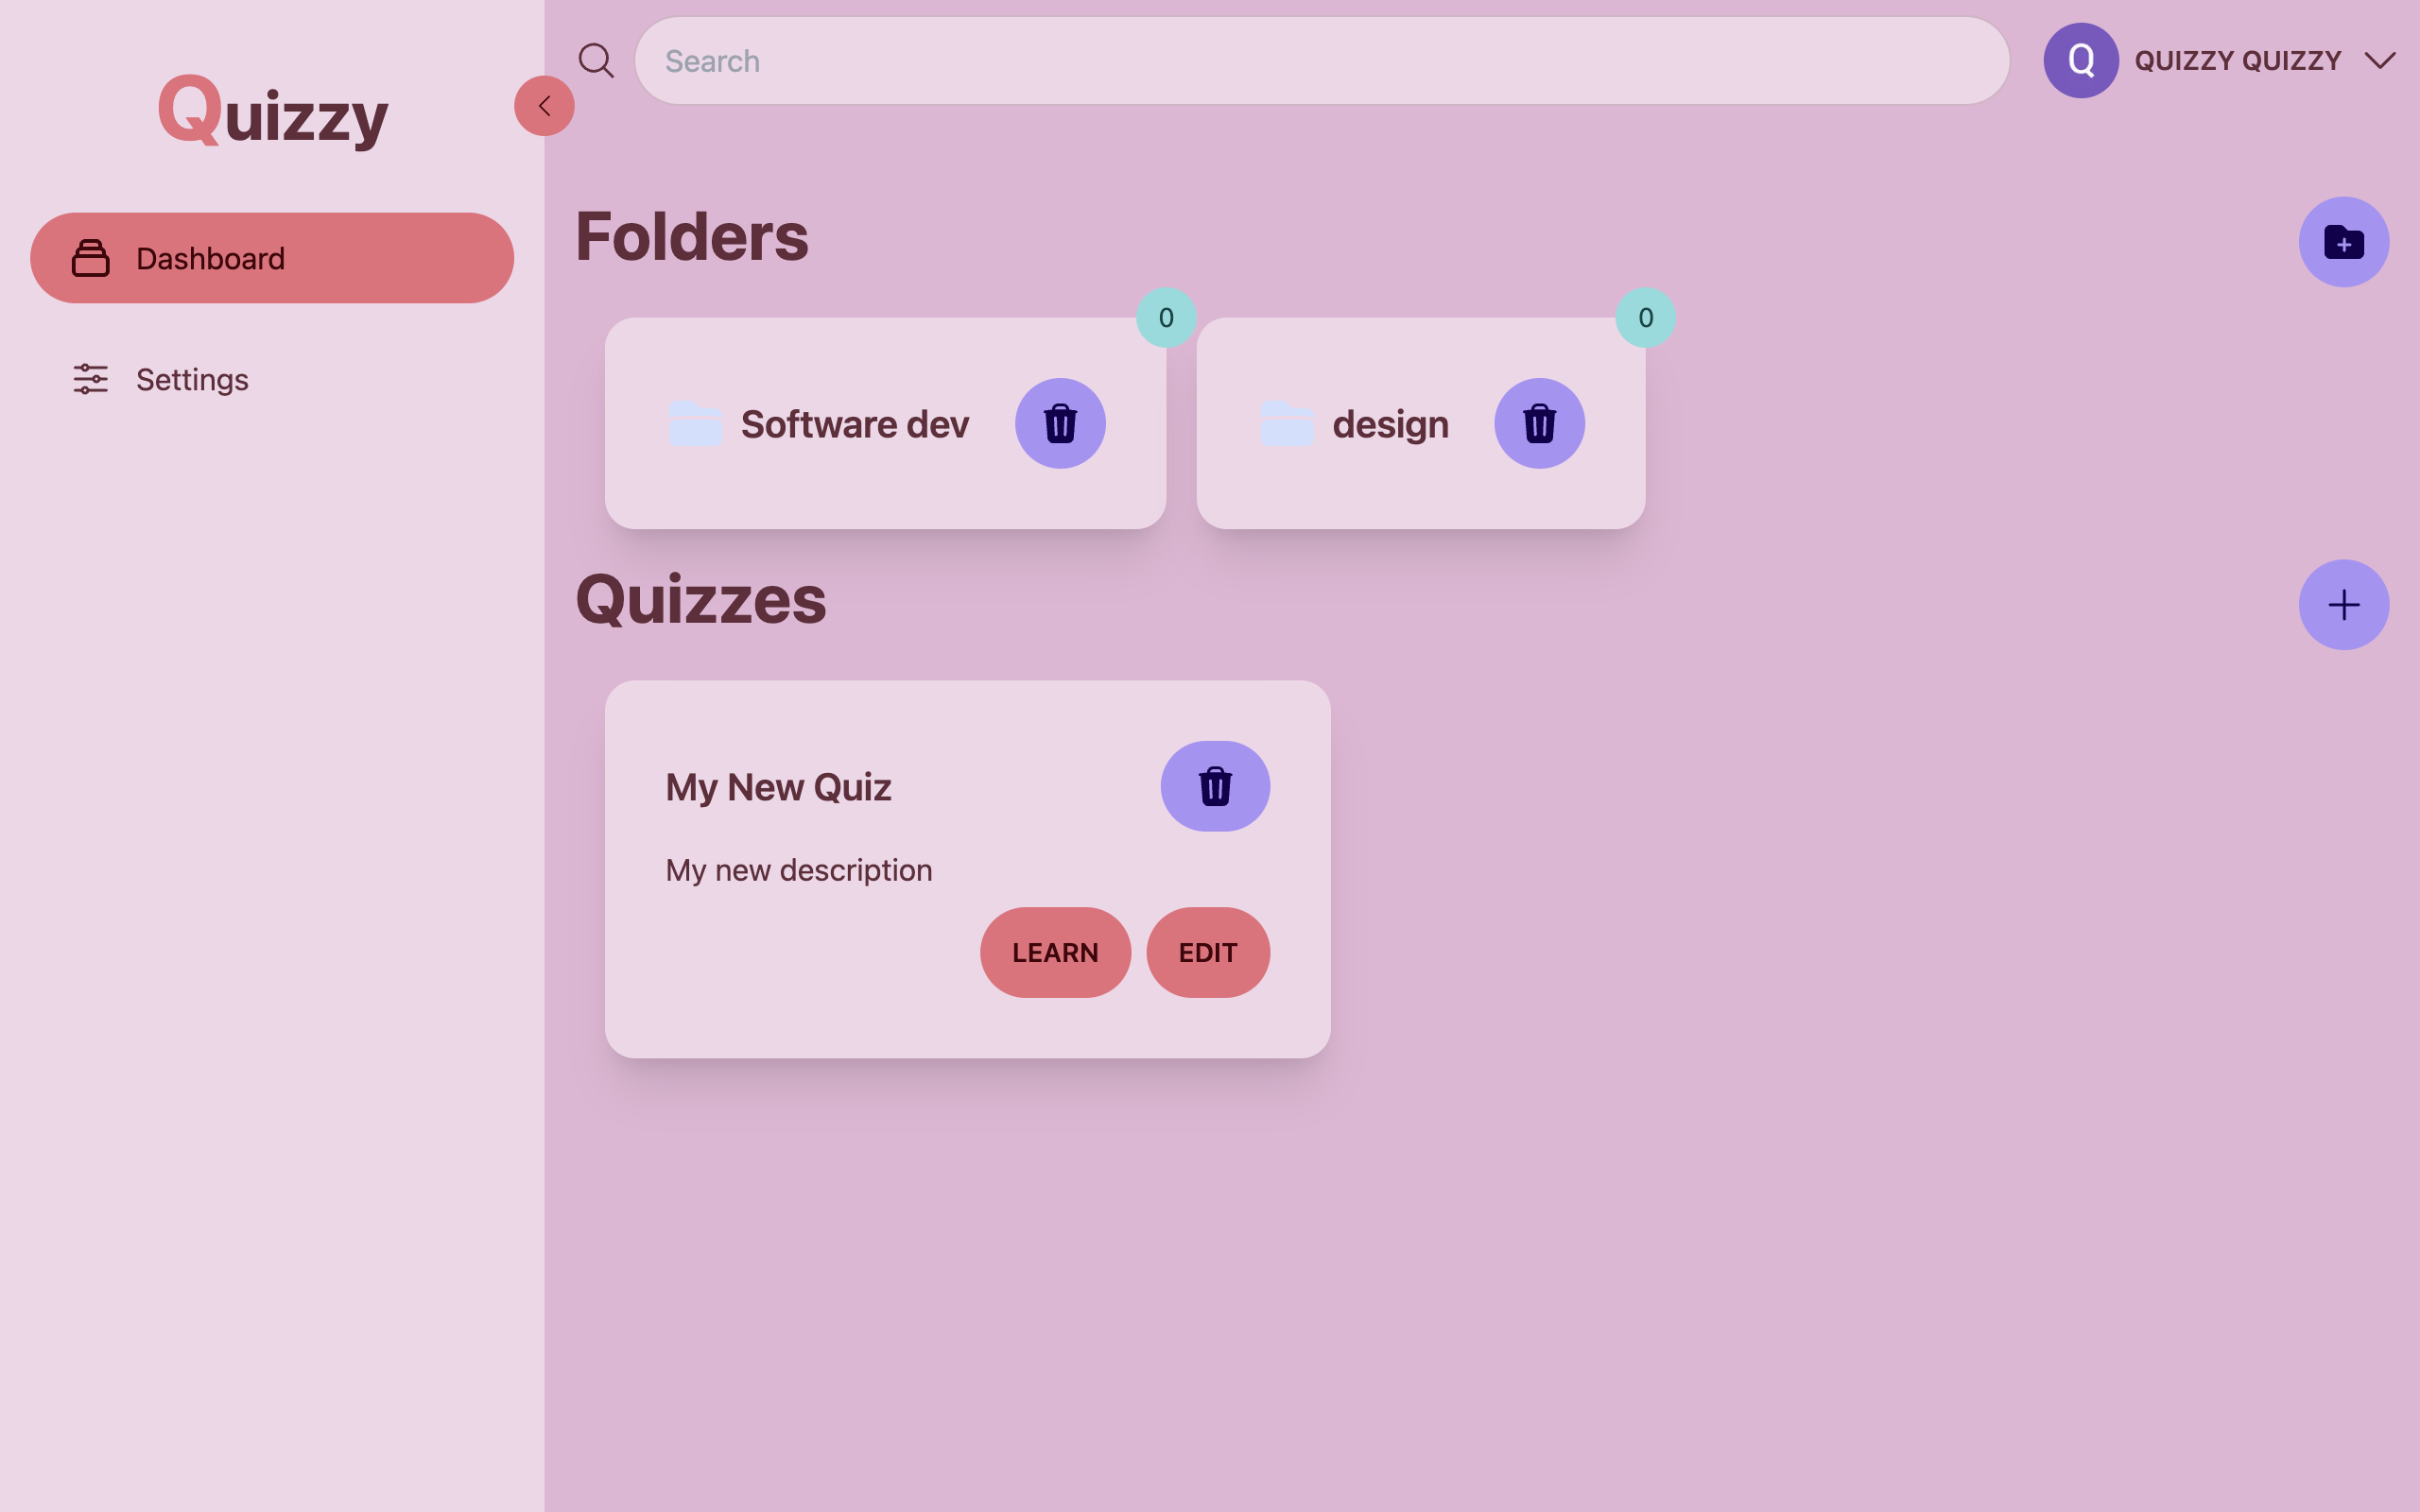 Quizzy
Search
Q
QUIZZY QUIZZY
Dashboard
Settings
Folders
0
0
Software dev
design
Quizzes
My New Quiz
My new description
LEARN
EDIT